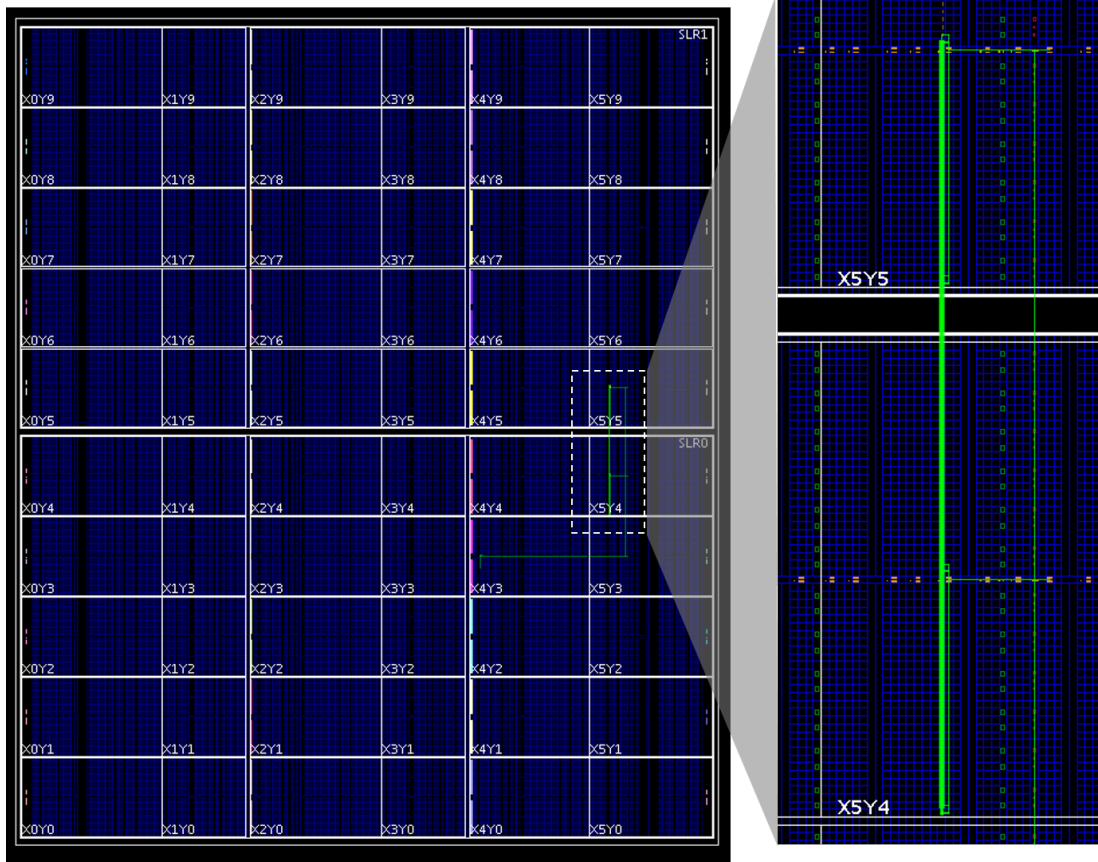 SLR1
X0Y9 X1Y9 X2Y9 X3Y9 X4Y9 X5Y9
X0Y8 X1Y8 X2Y8 X3Y8 X4Y8 X5Y8
X0Y7 X1Y7 X2Y7 X3Y7 X4Y7 X5Y7
X0Y6 X1Y6 X2Y6 X3Y6 X4Y6 X5Y6
X0Y5 X1Y5 X2Y5 X3Y5 X4Y5 X5Y5
SLR0
X0Y4 X1Y4 X2Y4 X3Y4 X4Y4 X5Y4
X0Y3 X1Y3 X2Y3 X3Y3 X4Y3 X5Y3
X0Y2 X1Y2 X2Y2 X3Y2 X4Y2 X5Y2
X0Y1 X1Y1 X2Y1 X3Y1 X4Y1 X5Y1
X0Y0 X1Y0 X2Y0 X3Y0 X4Y0 X5Y0
X5Y5
X5Y4